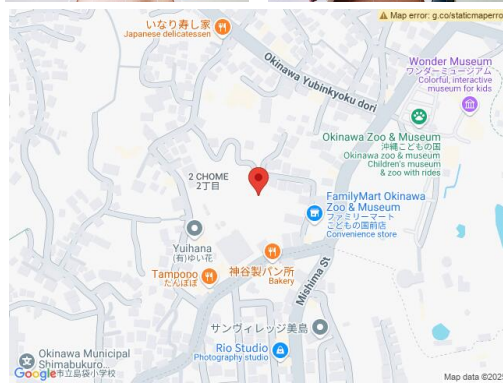 Map error: g.co/staticmaperro
いなり寿し家
Japanese delicatessen
Okinawa Yubinkyoku dori
Wonder Museum
ワンダーミュージアム
Colorful, interactive
museum for kids
Okinawa Zoo & Museum
沖縄こどもの国
Okinawa zoo & museum
Children's museum
& zoo with rides
2 CHOME
2丁目
FamilyMart Okinawa
Zoo & Museum
ファミリーマート
こどもの国前店
Convenience store
Yuihana
(有)ゆい花
神谷製パン所
Bakery
Tampopo
たんぽぽ
Mishima St
サンヴィレッジ美島
Rio Studio
Photography studio
Okinawa Municipal
Shimabukuro...
市立島袋小学校
Google
Map data ©202